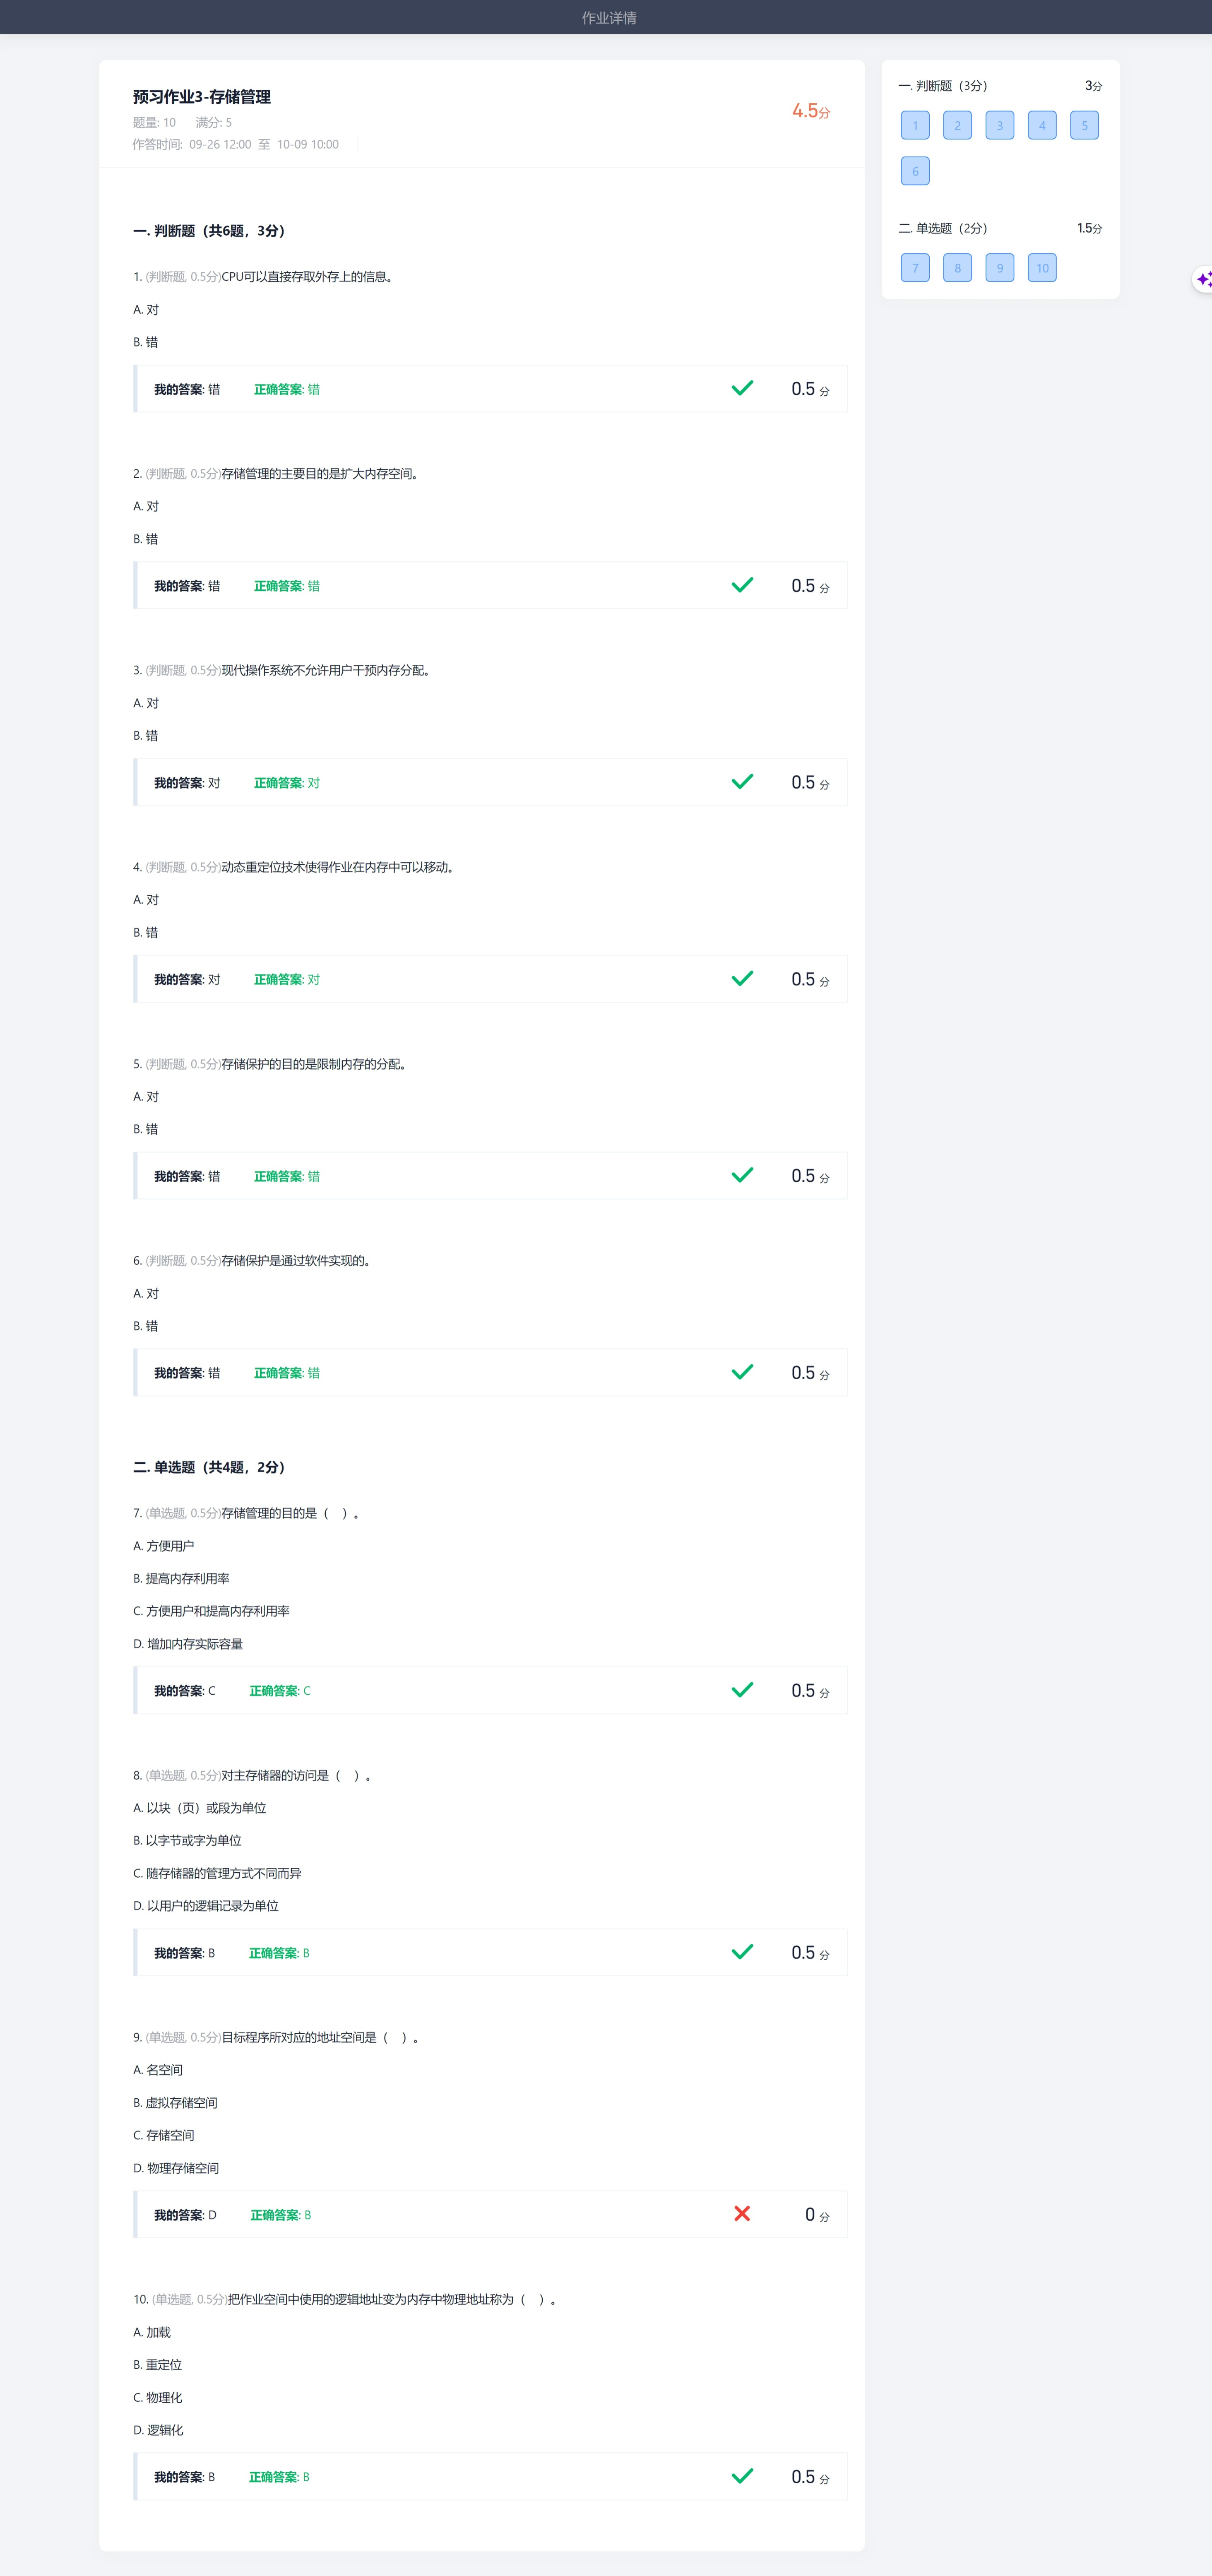 作业详情
预习作业3-存储管理
题量: 10 满分: 5
作答时间: 09-26 12:00 至 10-09 10:00
4.5分
一. 判断题（共6题，3分）
1. (判断题, 0.5分)CPU可以直接存取外存上的信息。
A. 对
B. 错
我的答案: 错 正确答案: 错 0.5 分
2. (判断题, 0.5分)存储管理的主要目的是扩大内存空间。
A. 对
B. 错
我的答案: 错 正确答案: 错 0.5 分
3. (判断题, 0.5分)现代操作系统不允许用户干预内存分配。
A. 对
B. 错
我的答案: 对 正确答案: 对 0.5 分
4. (判断题, 0.5分)动态重定位技术使得作业在内存中可以移动。
A. 对
B. 错
我的答案: 对 正确答案: 对 0.5 分
5. (判断题, 0.5分)存储保护的目的是限制内存的分配。
A. 对
B. 错
我的答案: 错 正确答案: 错 0.5 分
6. (判断题, 0.5分)存储保护是通过软件实现的。
A. 对
B. 错
我的答案: 错 正确答案: 错 0.5 分
二. 单选题（共4题，2分）
7. (单选题, 0.5分)存储管理的目的是（ ）。
A. 方便用户
B. 提高内存利用率
C. 方便用户和提高内存利用率
D. 增加内存实际容量
我的答案: C 正确答案: C 0.5 分
8. (单选题, 0.5分)对主存储器的访问是（ ）。
A. 以块（页）或段为单位
B. 以字节或字为单位
C. 随存储器的管理方式不同而异
D. 以用户的逻辑记录为单位
我的答案: B 正确答案: B 0.5 分
9. (单选题, 0.5分)目标程序所对应的地址空间是（ ）。
A. 名空间
B. 虚拟存储空间
C. 存储空间
D. 物理存储空间
我的答案: D 正确答案: B 0 分
10. (单选题, 0.5分)把作业空间中使用的逻辑地址变为内存中物理地址称为（ ）。
A. 加载
B. 重定位
C. 物理化
D. 逻辑化
我的答案: B 正确答案: B 0.5 分
一. 判断题（3分） 3分
1 2 3 4 5
6
二. 单选题（2分） 1.5分
7 8 9 10